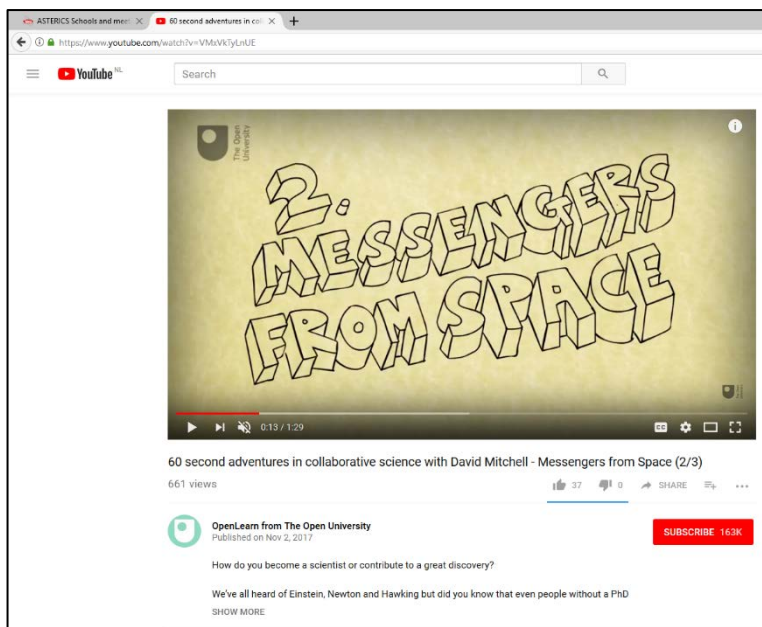 ASTERICS Schools and meet
60 second adventures in coll
https://www.youtube.com/watch?v=VMxVkTyLnUE
YouTube NL
Search
The Open
University
2.
MESSENGERS
FROM SPACE
0:13 / 1:29
CC
60 second adventures in collaborative science with David Mitchell - Messengers from Space (2/3)
661 views
37
0
SHARE
OpenLearn from The Open University
Published on Nov 2, 2017
SUBSCRIBE 163K
How do you become a scientist or contribute to a great discovery?
We've all heard of Einstein, Newton and Hawking but did you know that even people without a PhD
SHOW MORE